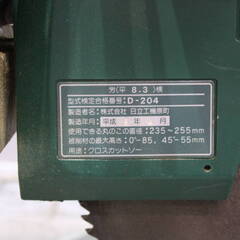 労(平 8.3)検
型式検定合格番号:D-204
製造者名:株式会社 日立工機原町
製造年月:平成 年 月
使用できる丸のこの直径:235~255mm
被削材の最大高さ:0°-85, 45°-55mm
用途:クロスカットソー